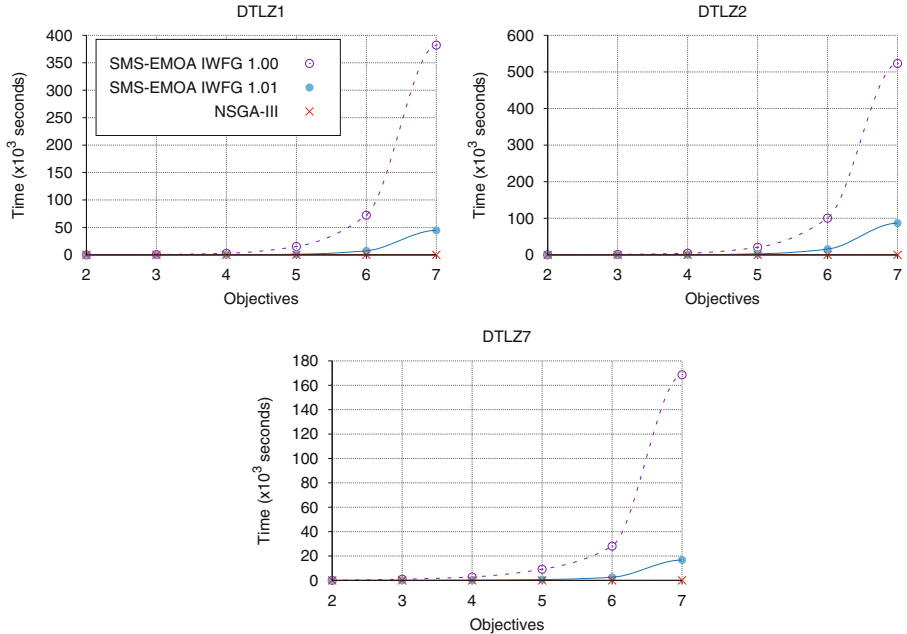 DTLZ1
400
350
300
250
200
150
100
50
0
Time (x10³ seconds)
SMS-EMOA IWFG 1.00
SMS-EMOA IWFG 1.01
NSGA-III
2 3 4 5 6 7
Objectives
DTLZ2
600
500
400
300
200
100
0
Time (x10³ seconds)
2 3 4 5 6 7
Objectives
DTLZ7
180
160
140
120
100
80
60
40
20
0
Time (x10³ seconds)
2 3 4 5 6 7
Objectives